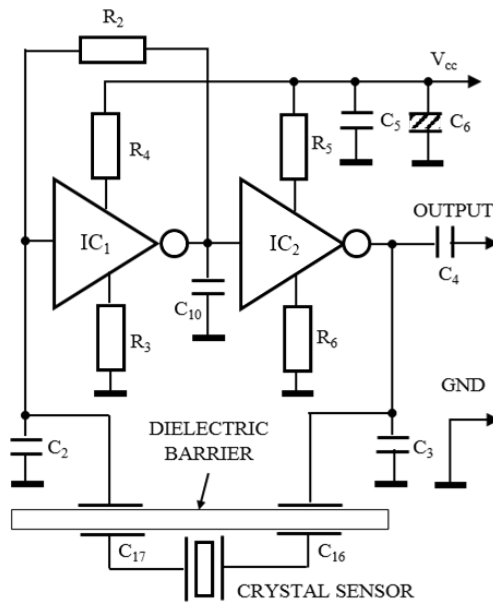 R2
Vcc
R4
R5
C5
C6
IC1
IC2
OUTPUT
C4
C10
R3
R6
GND
C2
DIELECTRIC
BARRIER
C3
C17
C16
CRYSTAL SENSOR